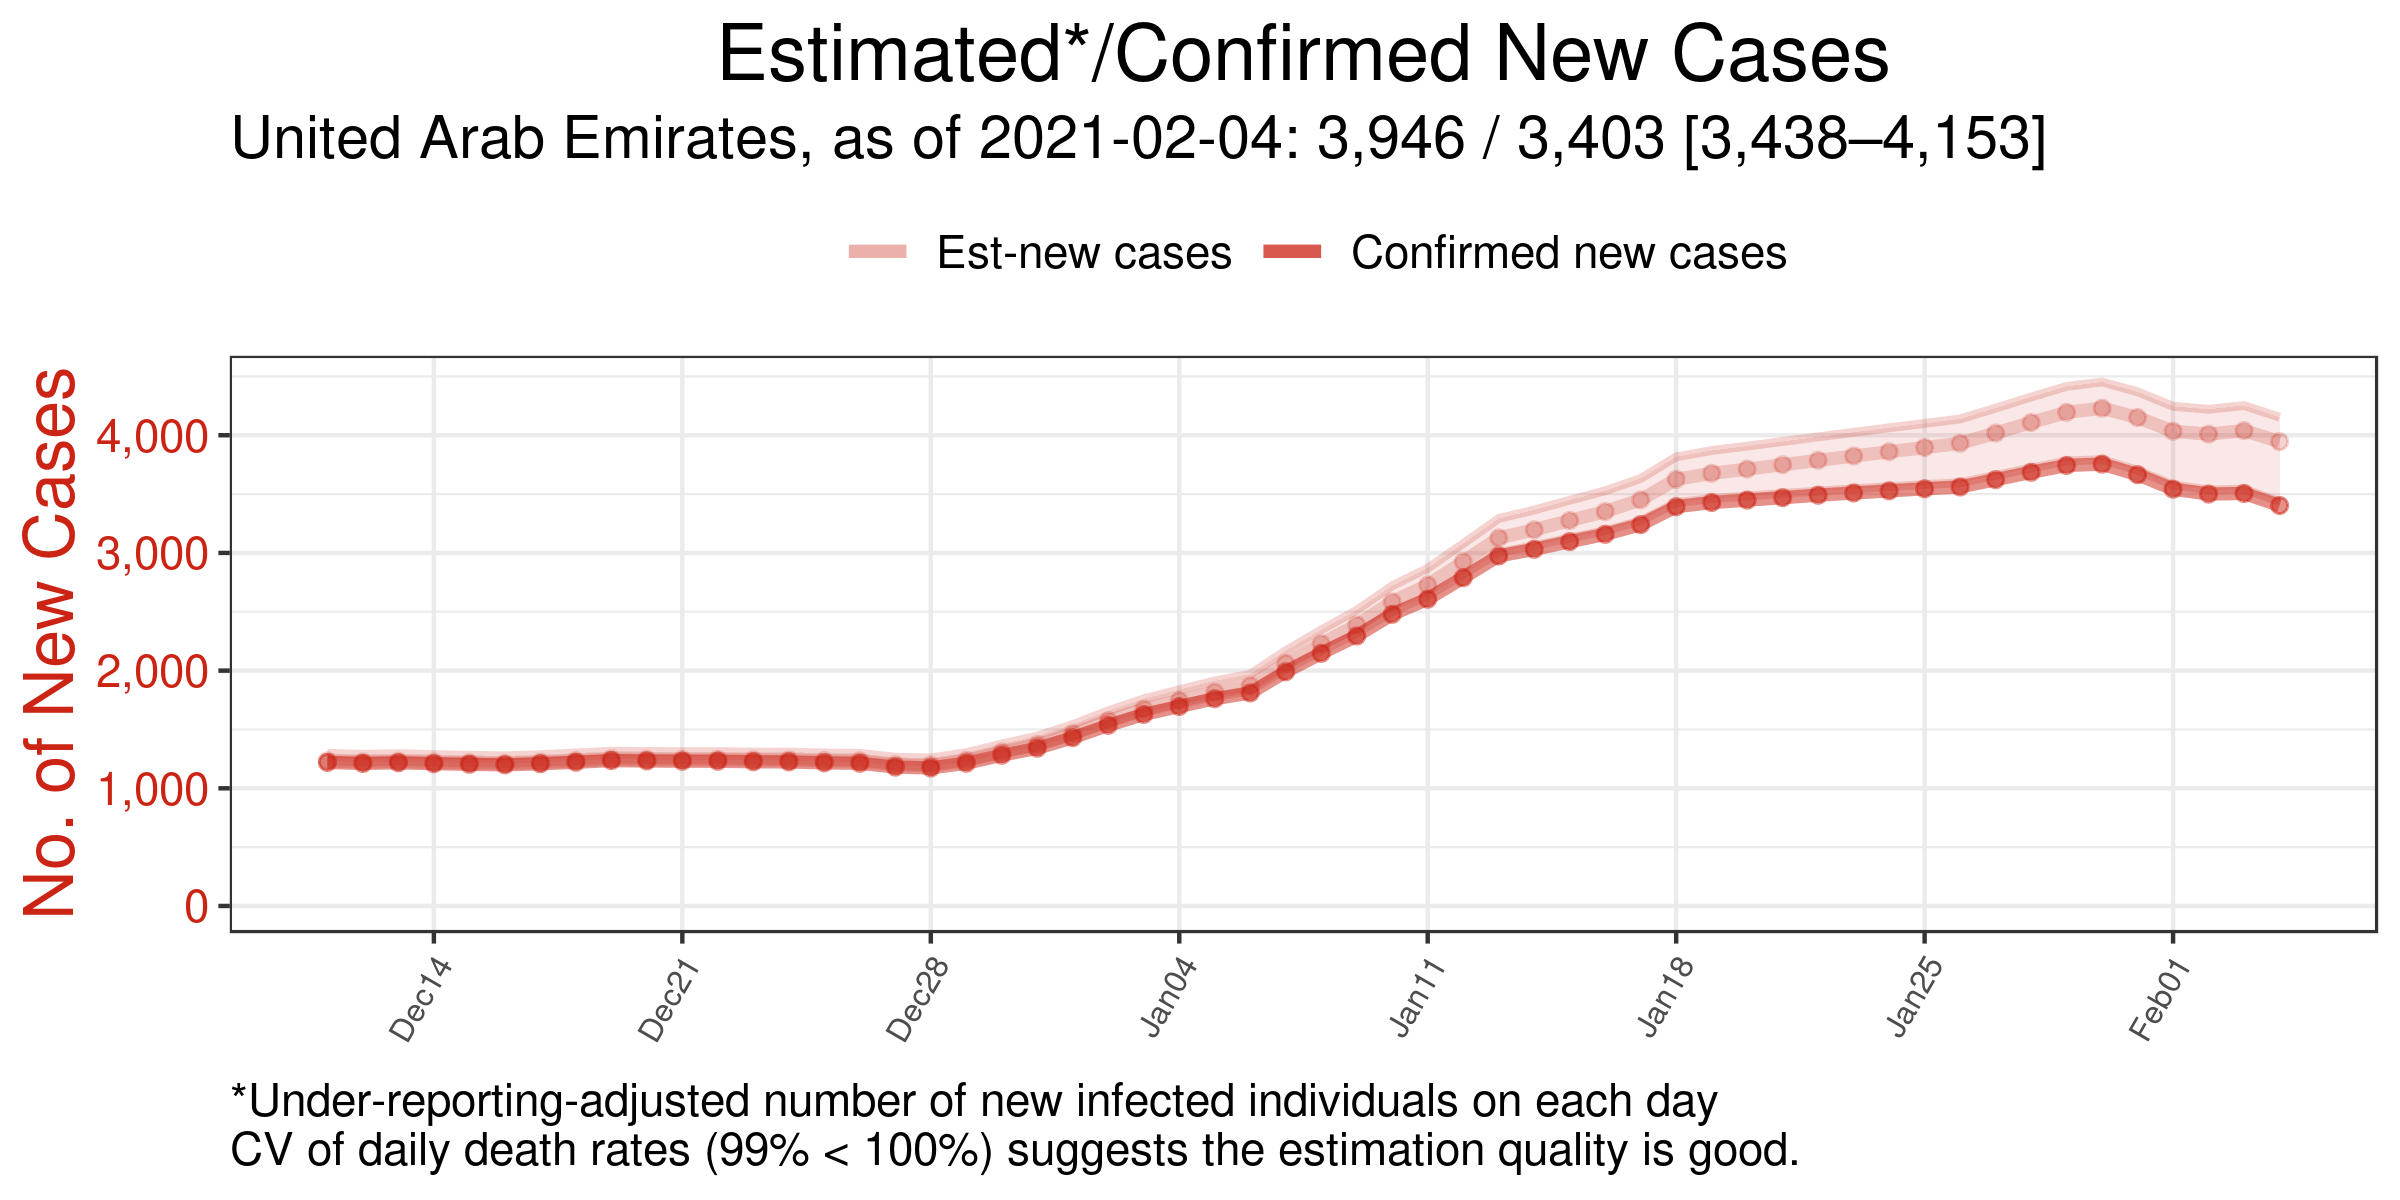 Estimated*/Confirmed New Cases
United Arab Emirates, as of 2021-02-04: 3,946 / 3,403 [3,438–4,153]
Est-new cases Confirmed new cases
No. of New Cases
4,000
3,000
2,000
1,000
0
Dec14 Dec21 Dec28 Jan04 Jan11 Jan18 Jan25 Feb01
*Under-reporting-adjusted number of new infected individuals on each day
CV of daily death rates (99% < 100%) suggests the estimation quality is good.